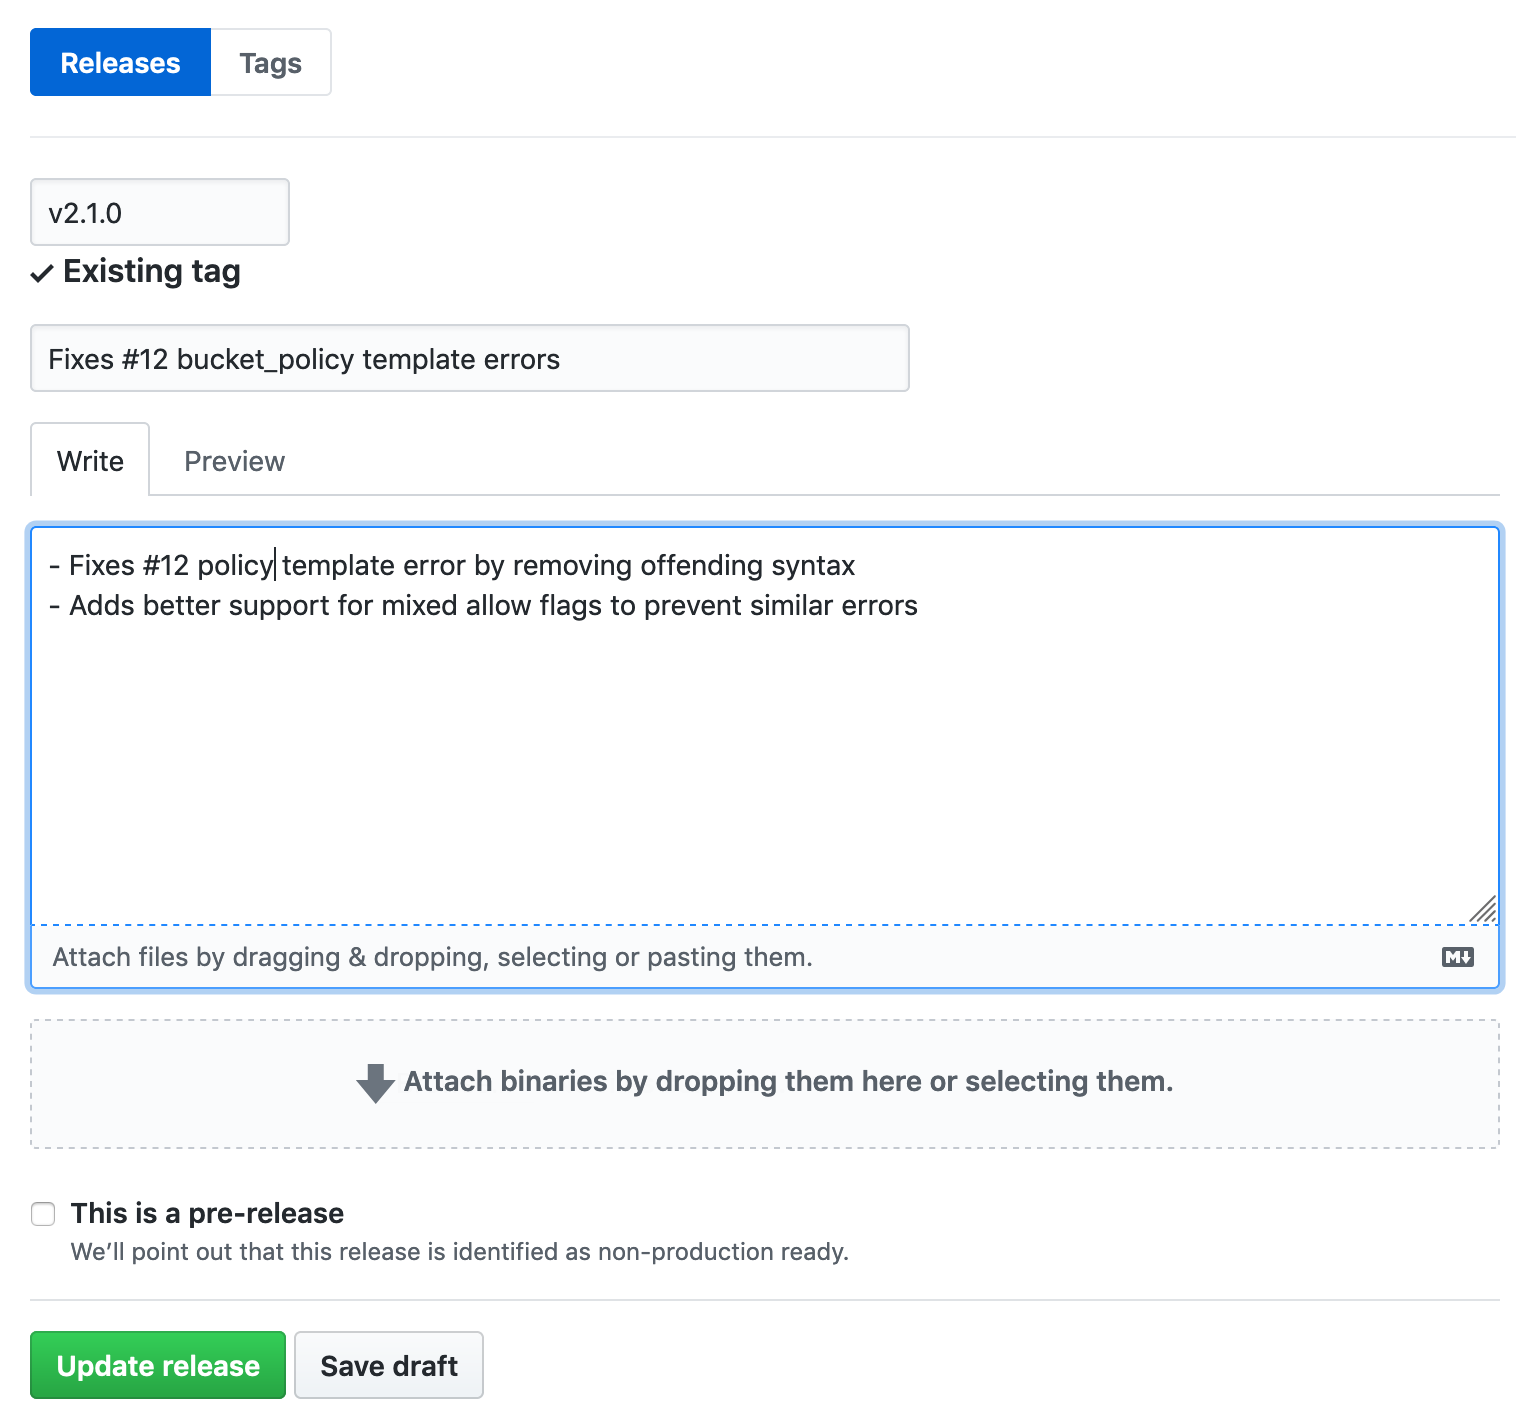 Releases Tags
v2.1.0
Existing tag
Fixes #12 bucket_policy template errors
Write Preview
- Fixes #12 policy template error by removing offending syntax
- Adds better support for mixed allow flags to prevent similar errors
Attach files by dragging & dropping, selecting or pasting them.
M
Attach binaries by dropping them here or selecting them.
This is a pre-release
We’ll point out that this release is identified as non-production ready.
Update release Save draft